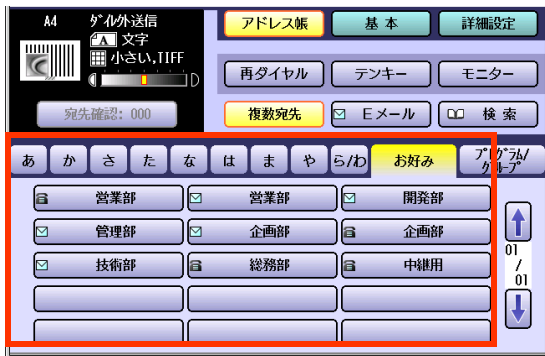 A4 ﾀﾞｲﾙ外送信
A 文字
小さい,TIFF
D
宛先確認: 000
アドレス帳 基本 詳細設定
再ダイヤル テンキー モニター
複数宛先 Eメール 検索
あ か さ た な は ま や ら/わ お好み ﾌﾟﾛｸﾞﾗﾑ/
ｸﾞﾙｰﾌﾟ
営業部 営業部 開発部
管理部 企画部 企画部
技術部 総務部 中継用
01
/
01